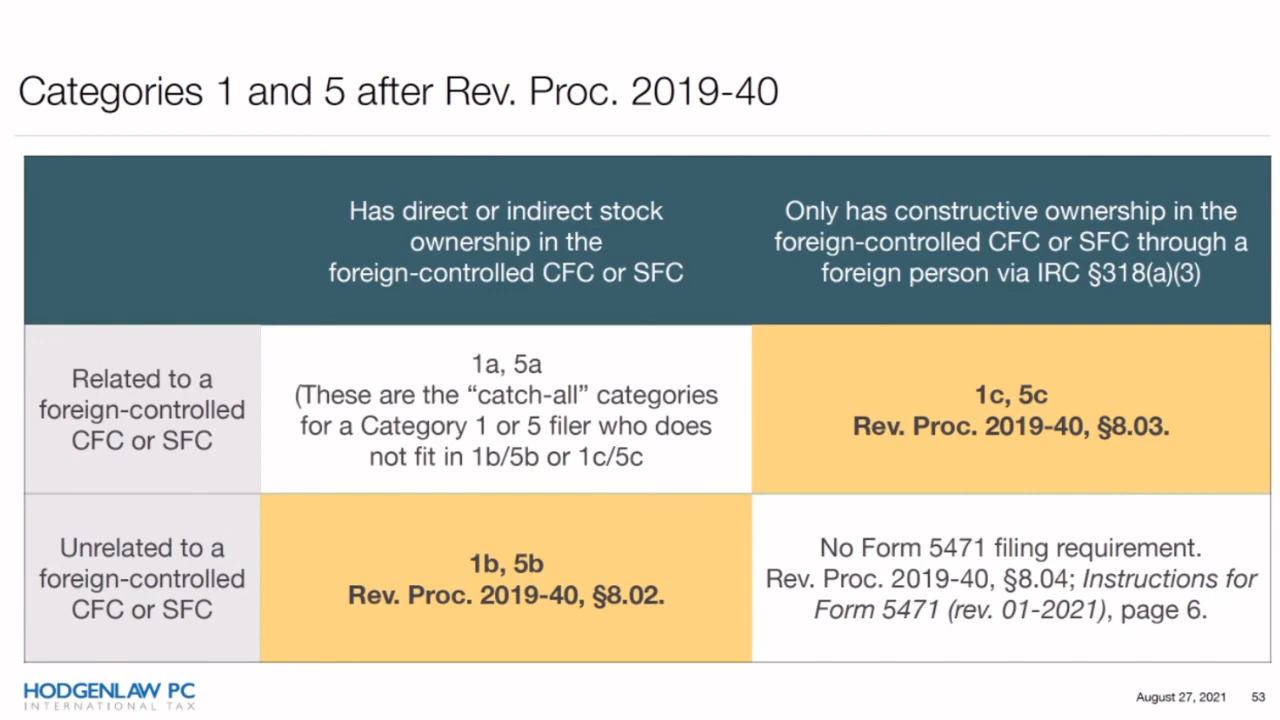 Categories 1 and 5 after Rev. Proc. 2019-40
Has direct or indirect stock
ownership in the
foreign-controlled CFC or SFC
Only has constructive ownership in the
foreign-controlled CFC or SFC through a
foreign person via IRC §318(a)(3)
Related to a
foreign-controlled
CFC or SFC
1a, 5a
(These are the “catch-all” categories
for a Category 1 or 5 filer who does
not fit in 1b/5b or 1c/5c
1c, 5c
Rev. Proc. 2019-40, §8.03.
Unrelated to a
foreign-controlled
CFC or SFC
1b, 5b
Rev. Proc. 2019-40, §8.02.
No Form 5471 filing requirement.
Rev. Proc. 2019-40, §8.04; Instructions for
Form 5471 (rev. 01-2021), page 6.
HODGENLAW PC
INTERNATIONAL TAX
August 27, 2021 53